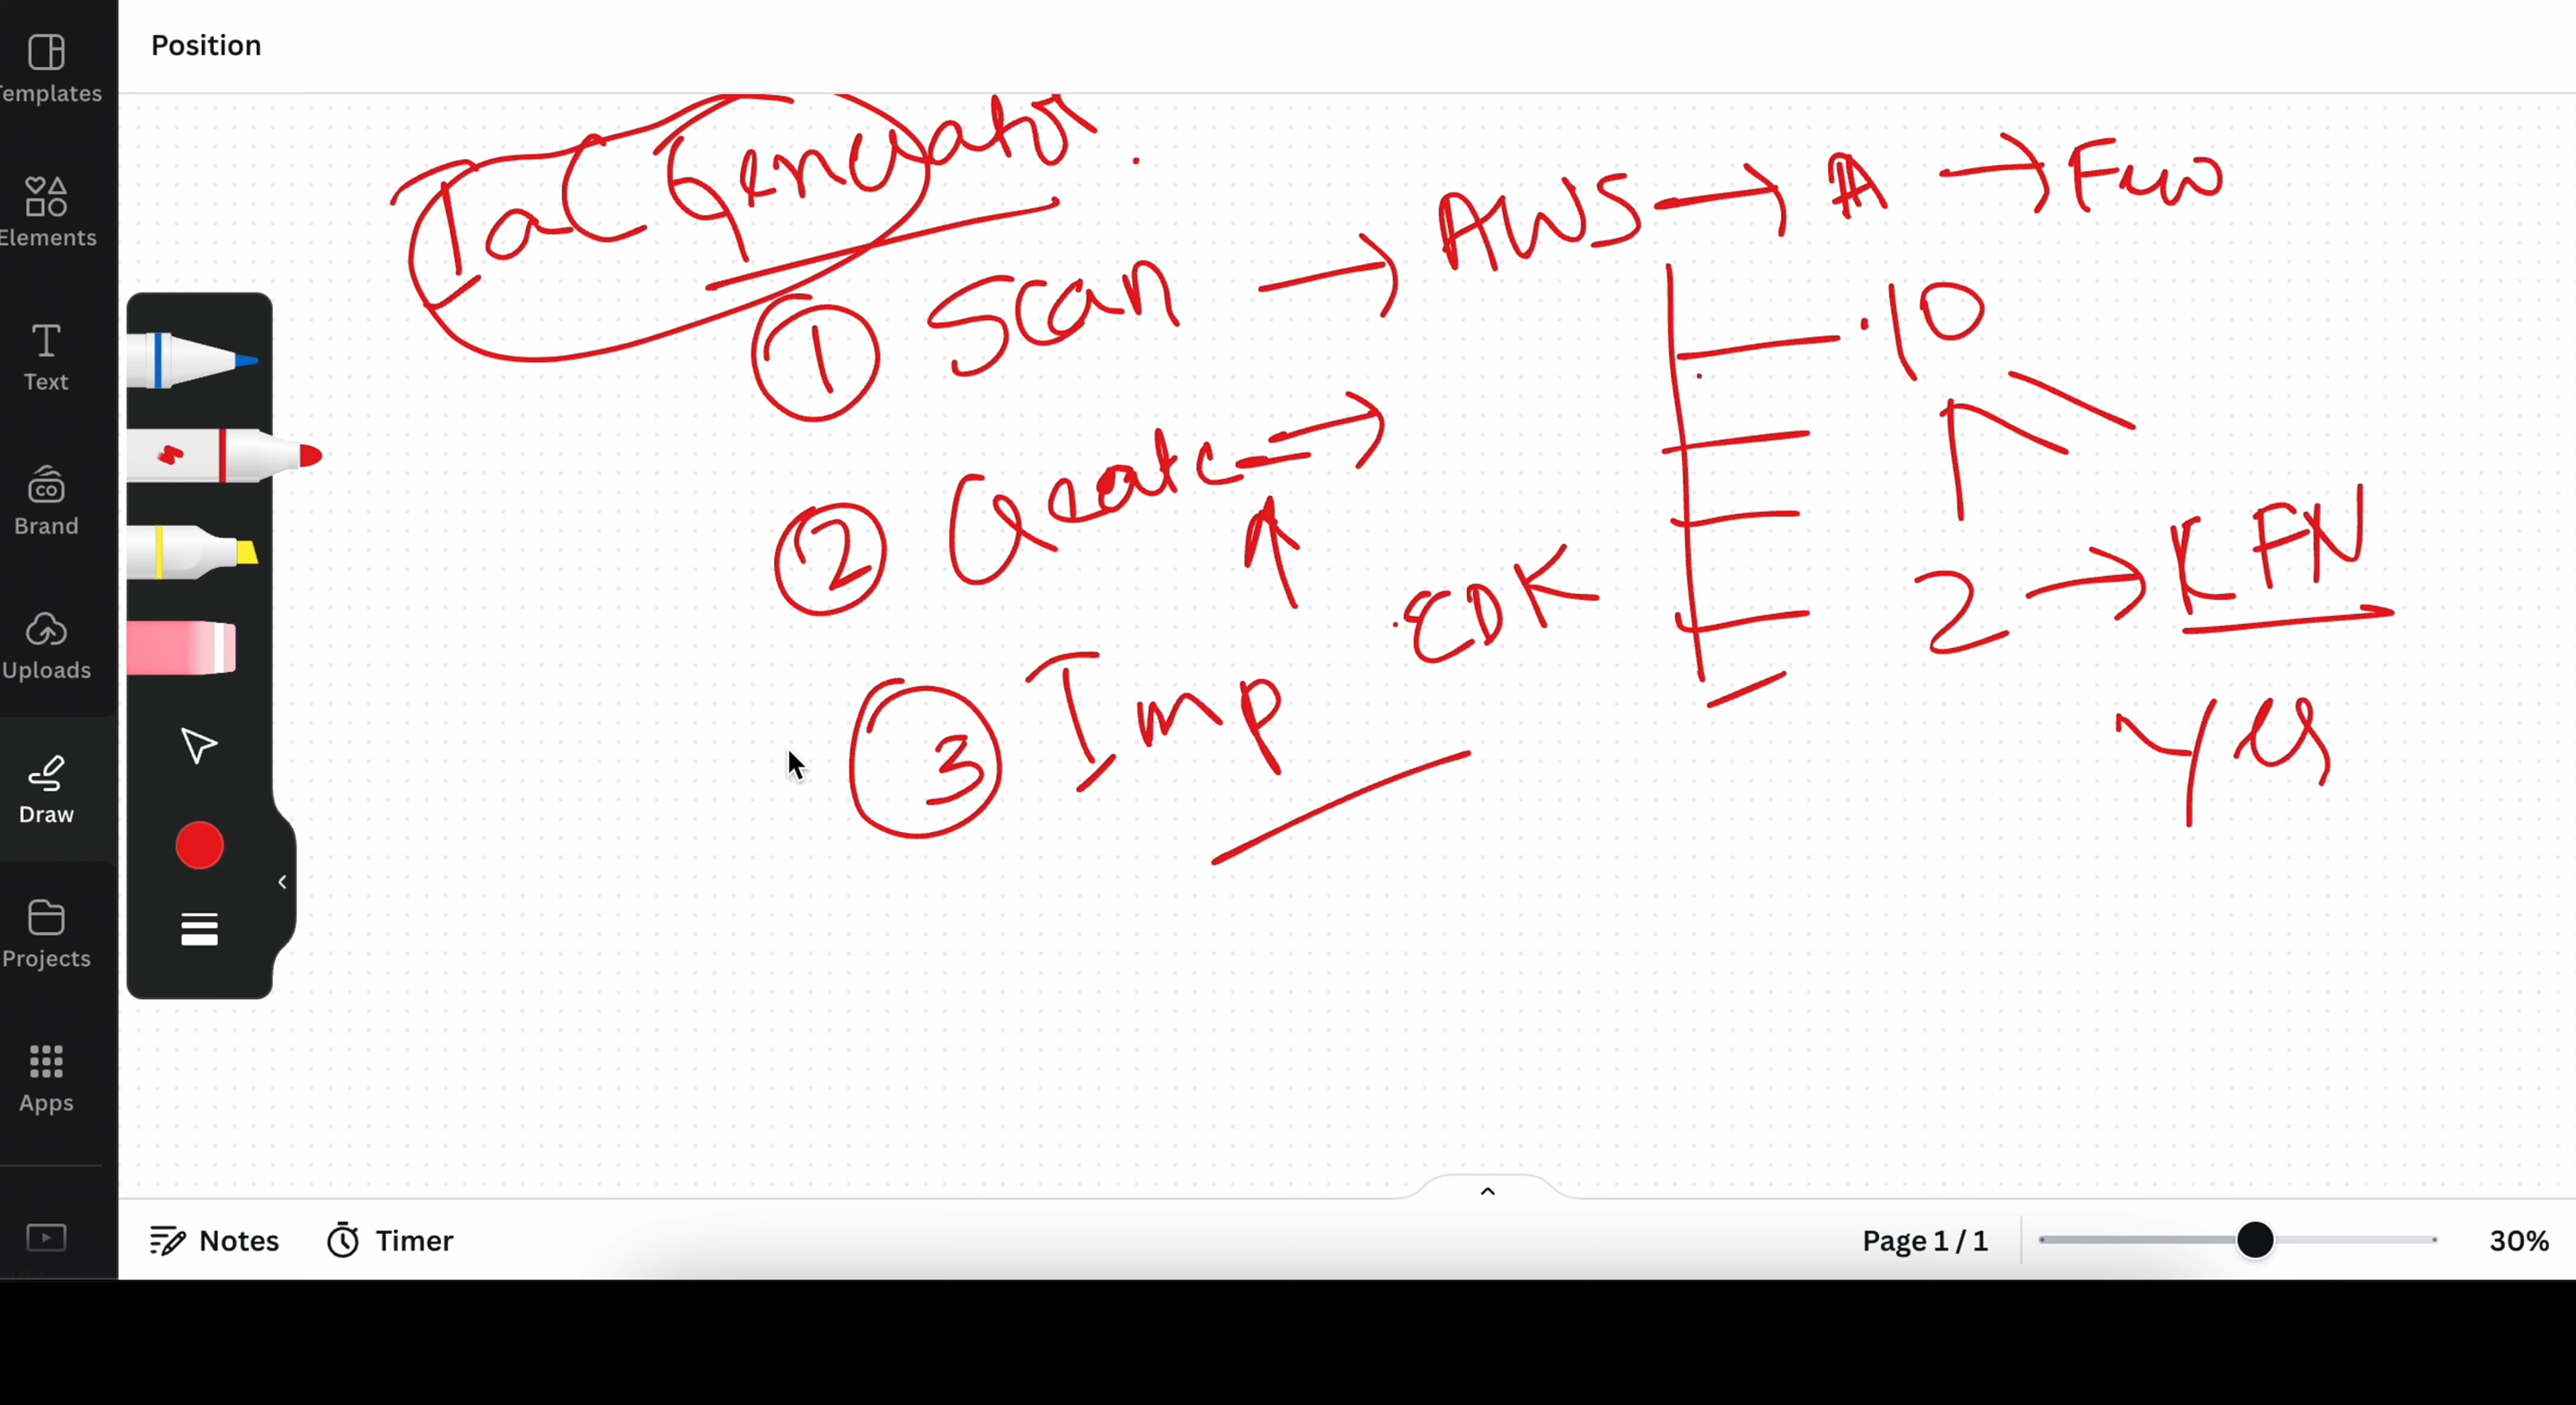 Position
Templates
Elements
Text
Brand
Uploads
Draw
Projects
Apps
IaC Generator
1 Scan → AWS → A → Few
10
2 Create →
CDK
2 → KFN
3 Imp
Yes
Notes
Timer
Page 1 / 1
30%